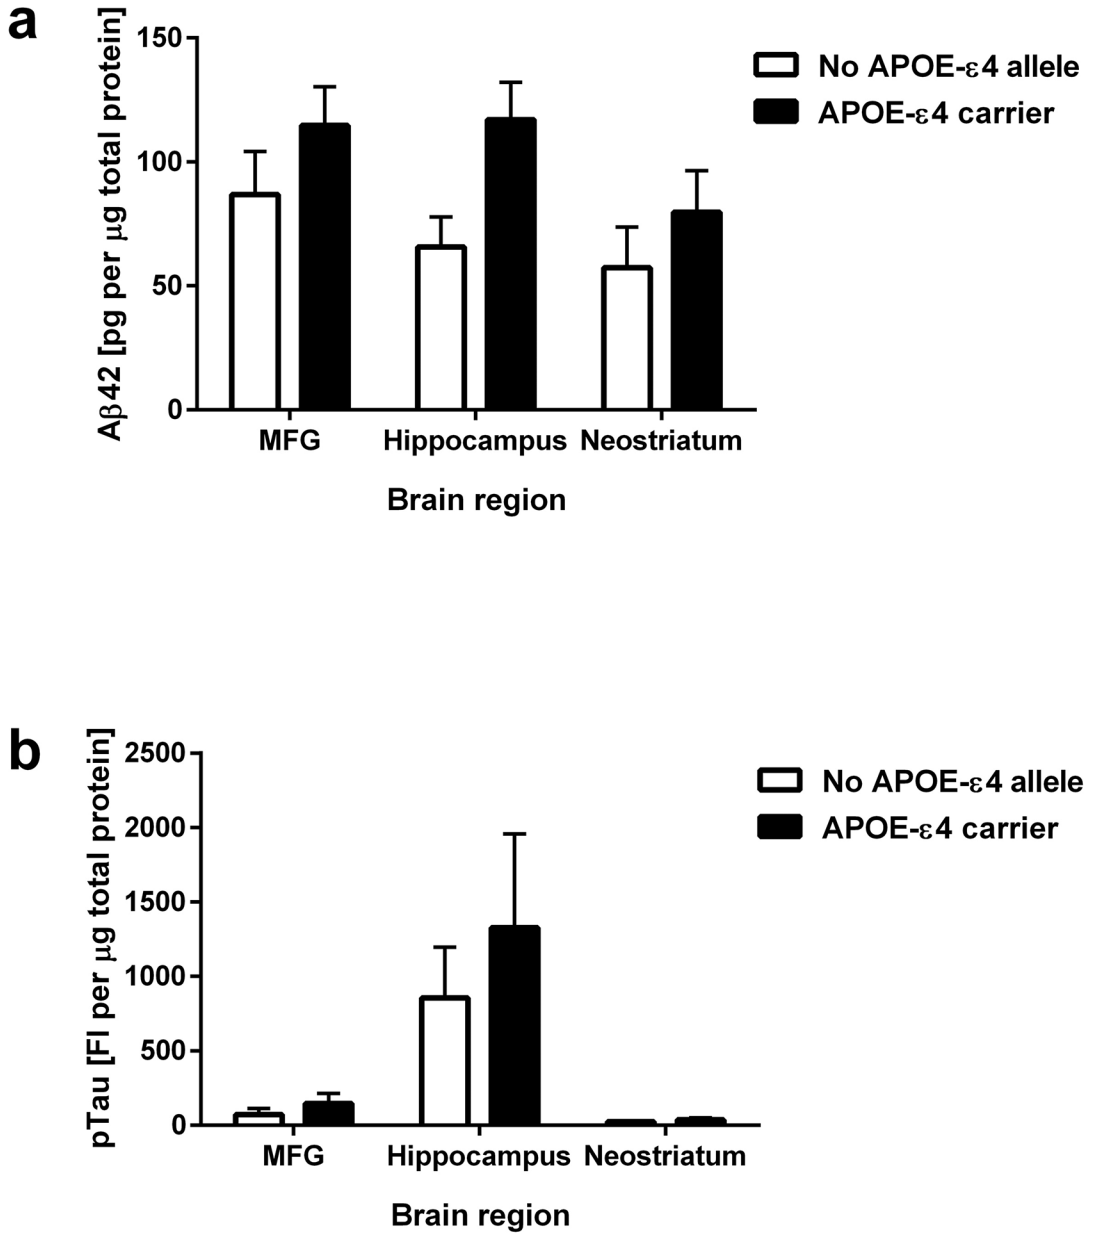 a
Aβ42 [pg per μg total protein]
150
100
50
0
No APOE-ε4 allele
APOE-ε4 carrier
MFG Hippocampus Neostriatum
Brain region
b
pTau [FI per μg total protein]
2500
2000
1500
1000
500
0
No APOE-ε4 allele
APOE-ε4 carrier
MFG Hippocampus Neostriatum
Brain region